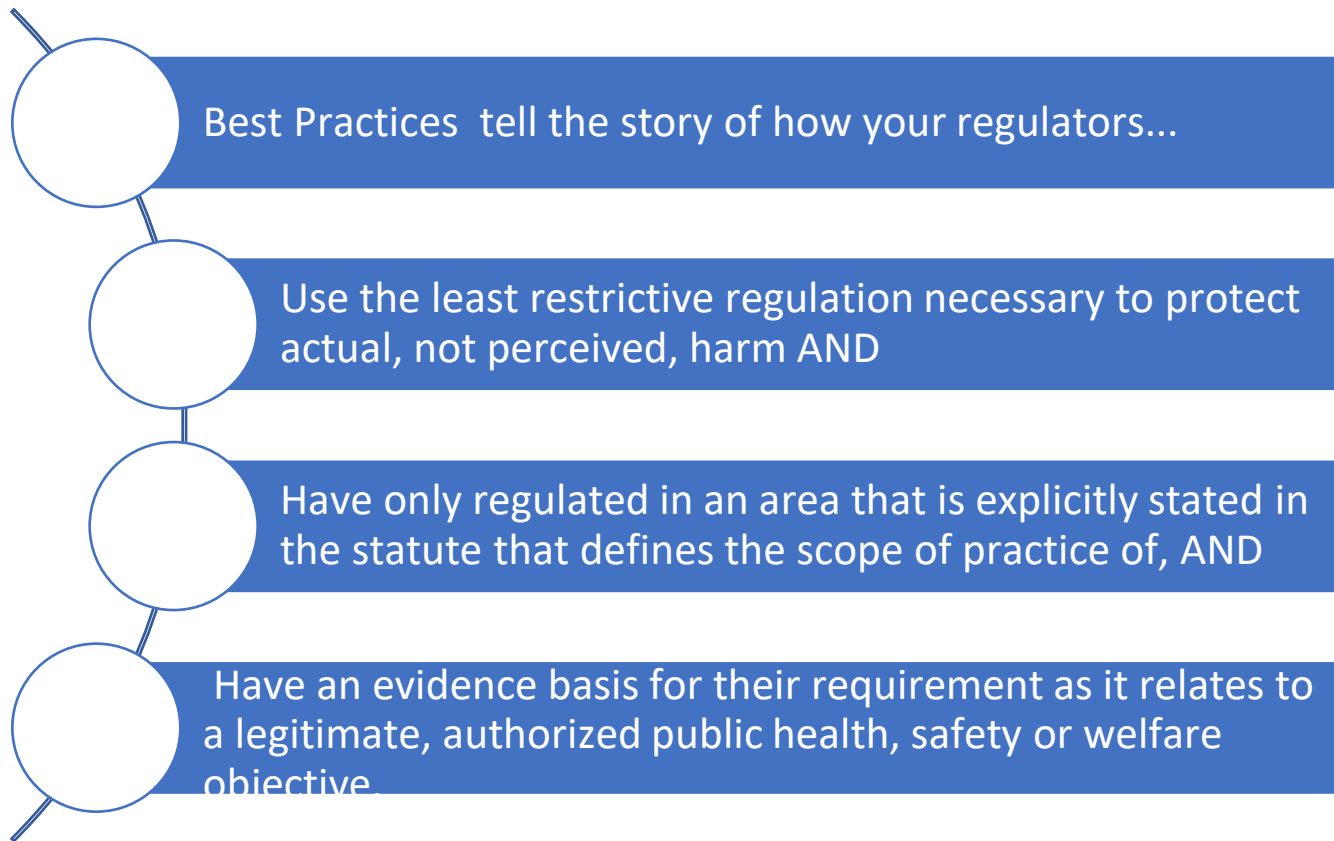 Best Practices  tell the story of how your regulators...
Use the least restrictive regulation necessary to protect
actual, not perceived, harm AND
Have only regulated in an area that is explicitly stated in
the statute that defines the scope of practice of, AND
Have an evidence basis for their requirement as it relates to
a legitimate, authorized public health, safety or welfare
objective.